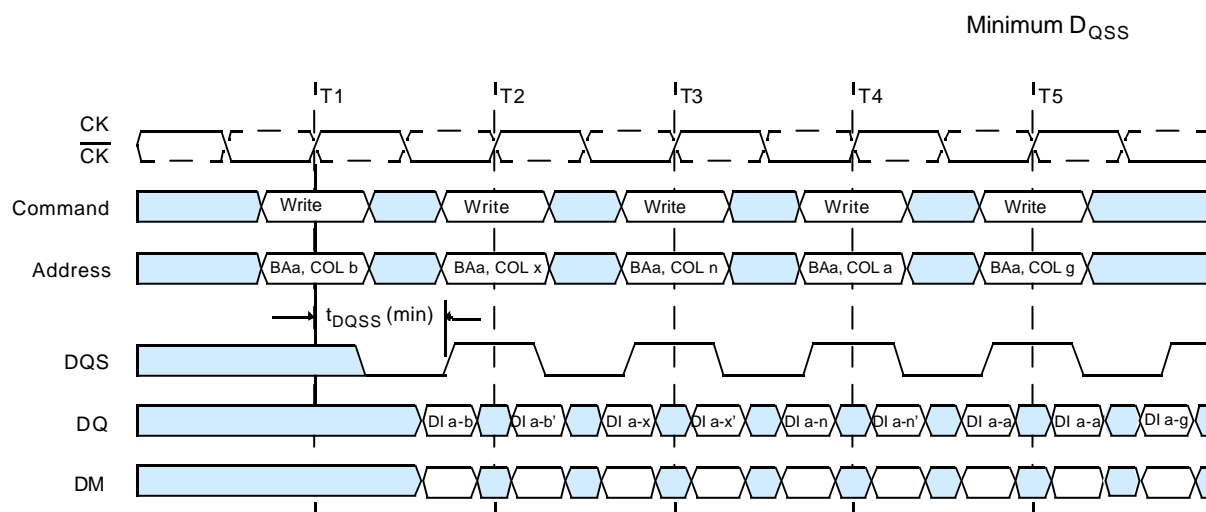 Minimum DQSS
T1 T2 T3 T4 T5
CK
CK
Command Write Write Write Write Write
Address BAa, COL b BAa, COL x BAa, COL n BAa, COL a BAa, COL g
tDQSS (min)
DQS
DQ DI a-b DI a-b' DI a-x DI a-x' DI a-n DI a-n' DI a-a DI a-a' DI a-g
DM